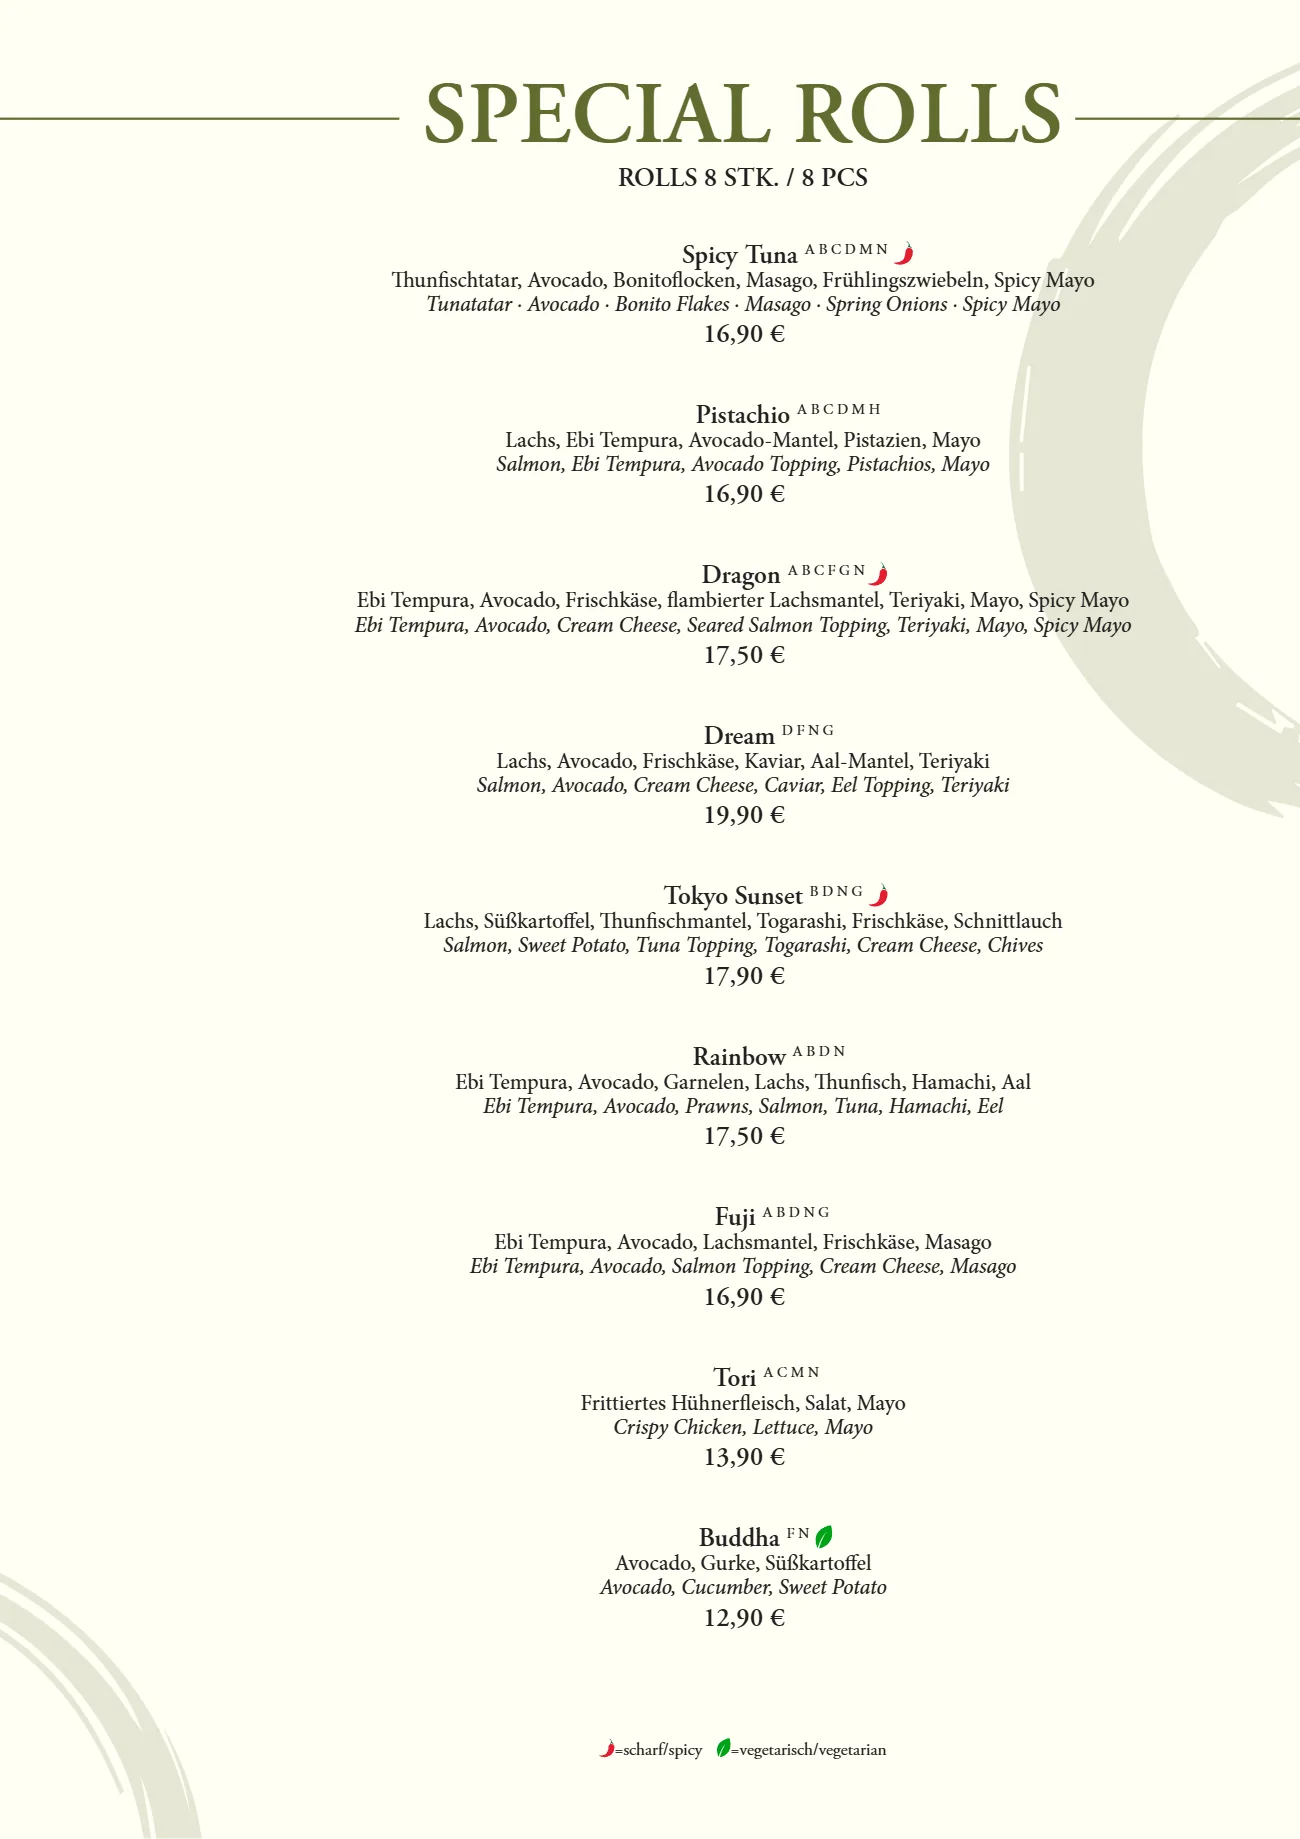 SPECIAL ROLLS
ROLLS 8 STK. / 8 PCS
Spicy Tuna A B C D M N
Thunfischtatar, Avocado, Bonitoflocken, Masago, Frühlingszwiebeln, Spicy Mayo
Tunatatar · Avocado · Bonito Flakes · Masago · Spring Onions · Spicy Mayo
16,90 €
Pistachio A B C D M H
Lachs, Ebi Tempura, Avocado-Mantel, Pistazien, Mayo
Salmon, Ebi Tempura, Avocado Topping, Pistachios, Mayo
16,90 €
Dragon A B C F G N
Ebi Tempura, Avocado, Frischkäse, flambierter Lachsmantel, Teriyaki, Mayo, Spicy Mayo
Ebi Tempura, Avocado, Cream Cheese, Seared Salmon Topping, Teriyaki, Mayo, Spicy Mayo
17,50 €
Dream D F N G
Lachs, Avocado, Frischkäse, Kaviar, Aal-Mantel, Teriyaki
Salmon, Avocado, Cream Cheese, Caviar, Eel Topping, Teriyaki
19,90 €
Tokyo Sunset B D N G
Lachs, Süßkartoffel, Thunfischmantel, Togarashi, Frischkäse, Schnittlauch
Salmon, Sweet Potato, Tuna Topping, Togarashi, Cream Cheese, Chives
17,90 €
Rainbow A B D N
Ebi Tempura, Avocado, Garnelen, Lachs, Thunfisch, Hamachi, Aal
Ebi Tempura, Avocado, Prawns, Salmon, Tuna, Hamachi, Eel
17,50 €
Fuji A B D N G
Ebi Tempura, Avocado, Lachsmantel, Frischkäse, Masago
Ebi Tempura, Avocado, Salmon Topping, Cream Cheese, Masago
16,90 €
Tori A C M N
Frittiertes Hühnerfleisch, Salat, Mayo
Crispy Chicken, Lettuce, Mayo
13,90 €
Buddha F N
Avocado, Gurke, Süßkartoffel
Avocado, Cucumber, Sweet Potato
12,90 €
=scharf/spicy =vegetarisch/vegetarian